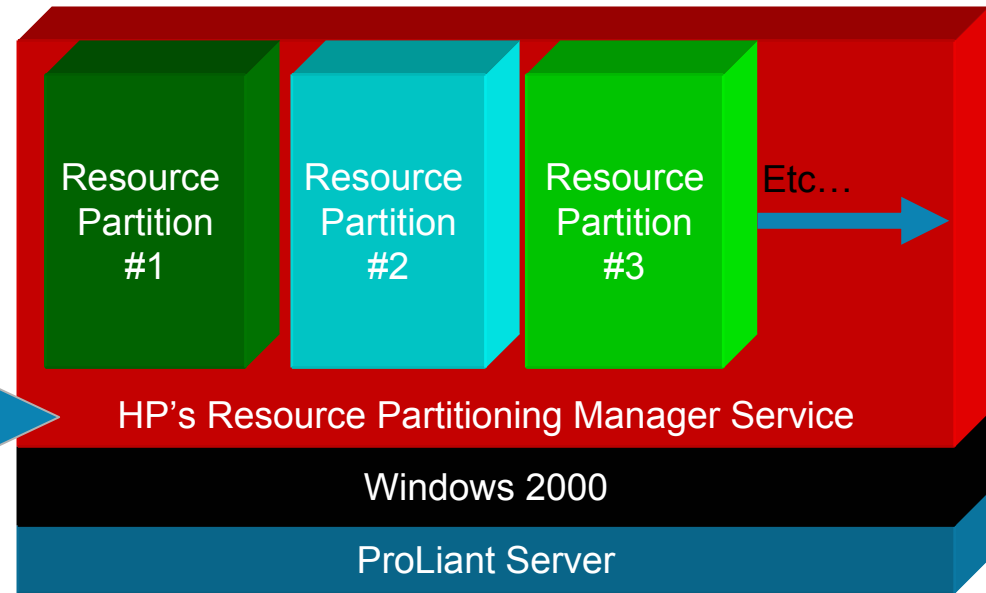 Resource
Partition
#1
Resource
Partition
#2
Resource
Partition
#3
Etc…
HP’s Resource Partitioning Manager Service
Windows 2000
ProLiant Server